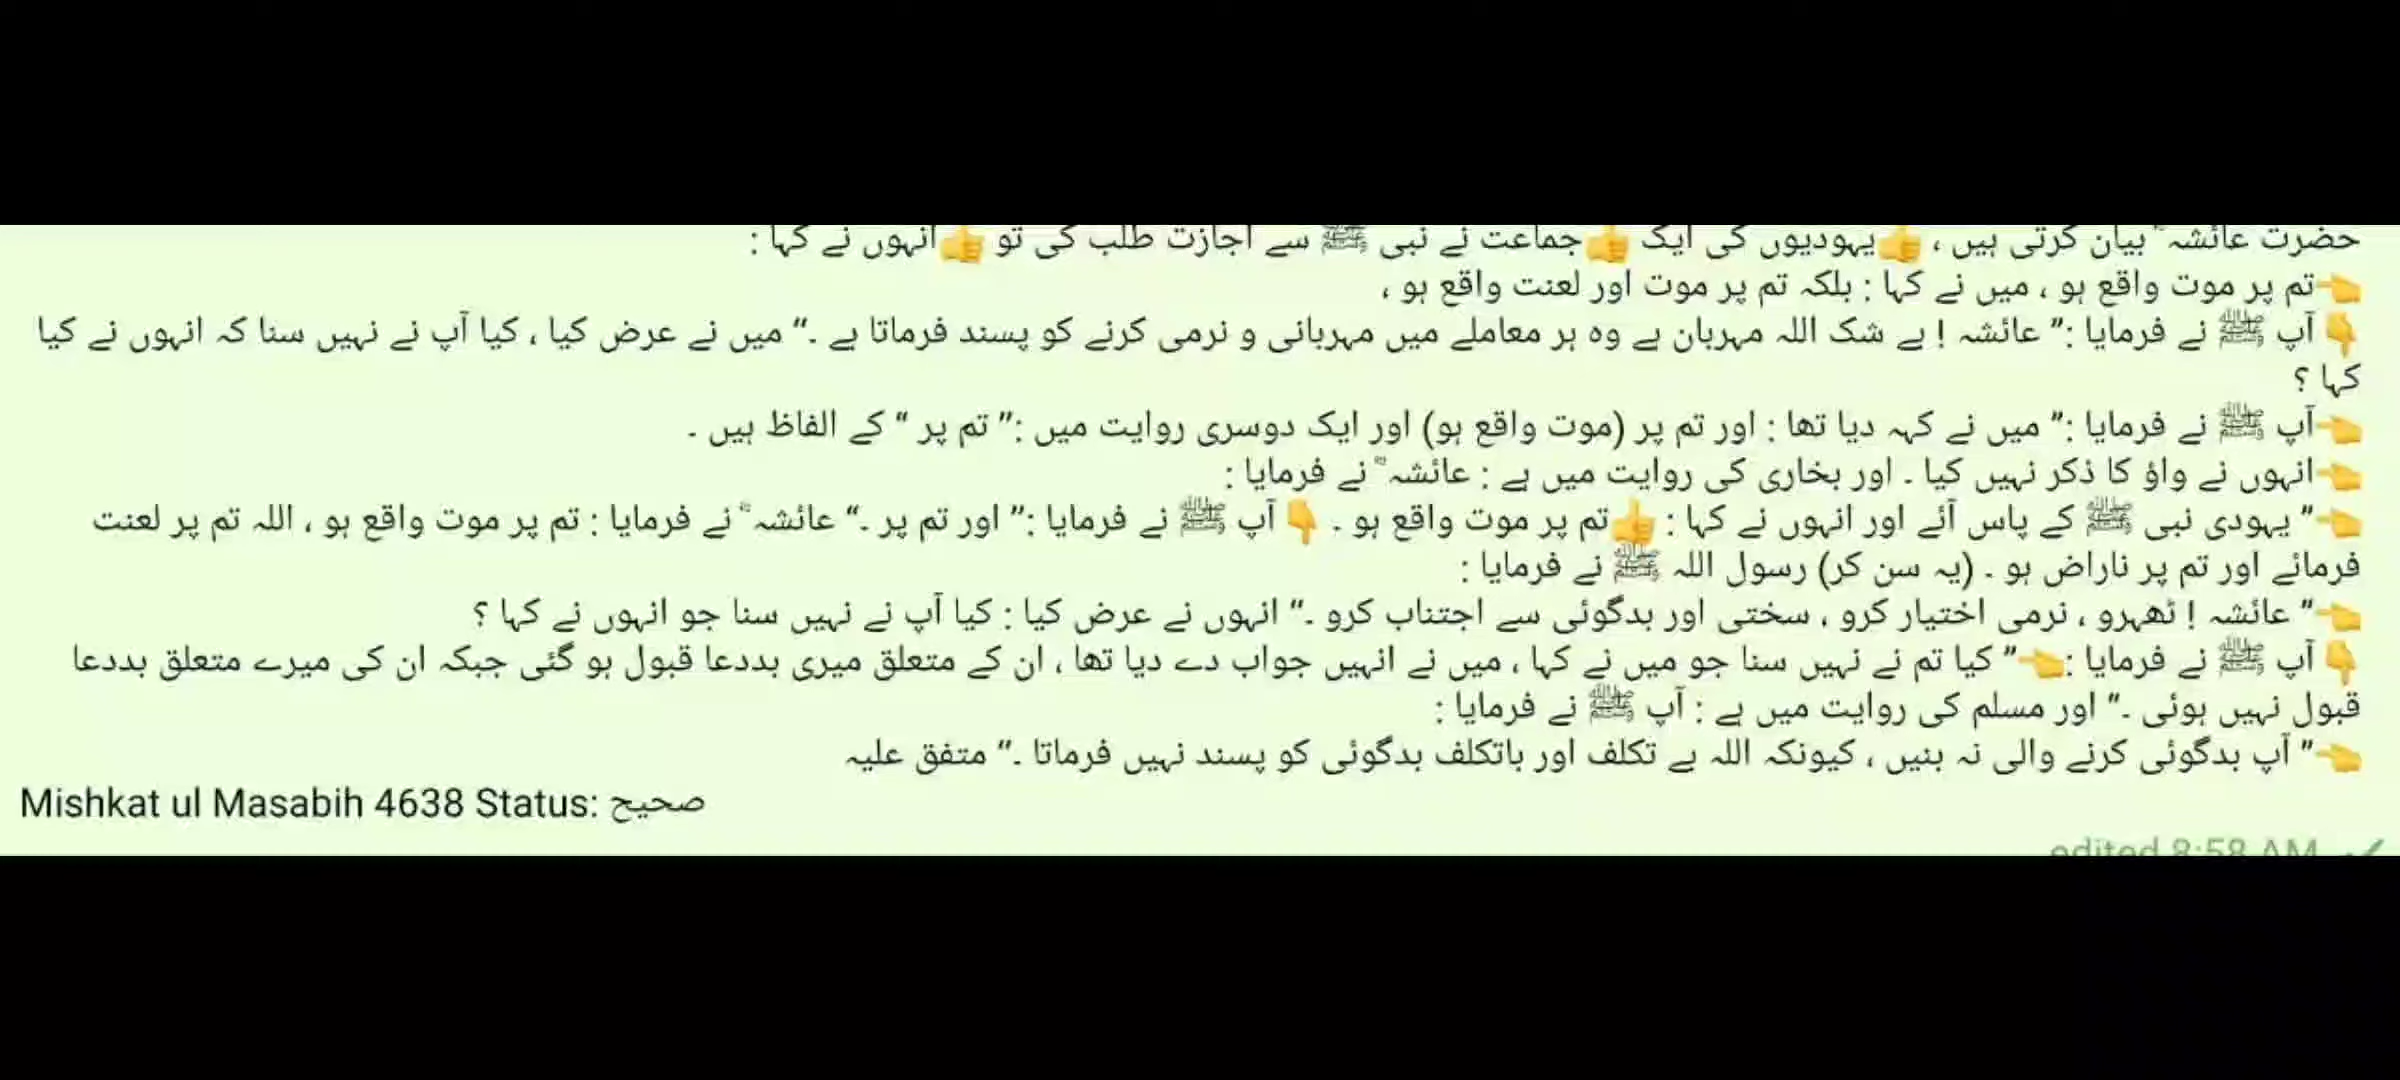 حضرت عائشہ ؓ بیان کرتی ہیں ، 👍یہودیوں کی ایک 👍جماعت نے نبی ﷺ سے اجازت طلب کی تو 👍انہوں نے کہا :
👈تم پر موت واقع ہو ، میں نے کہا : بلکہ تم پر موت اور لعنت واقع ہو ،
👇آپ ﷺ نے فرمایا :” عائشہ ! بے شک اللہ مہربان ہے وہ ہر معاملے میں مہربانی و نرمی کرنے کو پسند فرماتا ہے ۔“ میں نے عرض کیا ، کیا آپ نے نہیں سنا کہ انہوں نے کیا
کہا ؟
👈آپ ﷺ نے فرمایا :” میں نے کہہ دیا تھا : اور تم پر (موت واقع ہو) اور ایک دوسری روایت میں :” تم پر “ کے الفاظ ہیں ۔
👈انہوں نے واؤ کا ذکر نہیں کیا ۔ اور بخاری کی روایت میں ہے : عائشہ ؓ نے فرمایا :
👈” یہودی نبی ﷺ کے پاس آئے اور انہوں نے کہا : 👍تم پر موت واقع ہو ۔ 👇آپ ﷺ نے فرمایا :” اور تم پر ۔“ عائشہ ؓ نے فرمایا : تم پر موت واقع ہو ، اللہ تم پر لعنت
فرمائے اور تم پر ناراض ہو ۔ (یہ سن کر) رسول اللہ ﷺ نے فرمایا :
👈” عائشہ ! ٹھہرو ، نرمی اختیار کرو ، سختی اور بدگوئی سے اجتناب کرو ۔“ انہوں نے عرض کیا : کیا آپ نے نہیں سنا جو انہوں نے کہا ؟
👇آپ ﷺ نے فرمایا :👈” کیا تم نے نہیں سنا جو میں نے کہا ، میں نے انہیں جواب دے دیا تھا ، ان کے متعلق میری بددعا قبول ہو گئی جبکہ ان کی میرے متعلق بددعا
قبول نہیں ہوئی ۔“ اور مسلم کی روایت میں ہے : آپ ﷺ نے فرمایا :
👈” آپ بدگوئی کرنے والی نہ بنیں ، کیونکہ اللہ بے تکلف اور باتکلف بدگوئی کو پسند نہیں فرماتا ۔“ متفق علیہ
Mishkat ul Masabih 4638 Status: صحیح
edited 8:58 AM